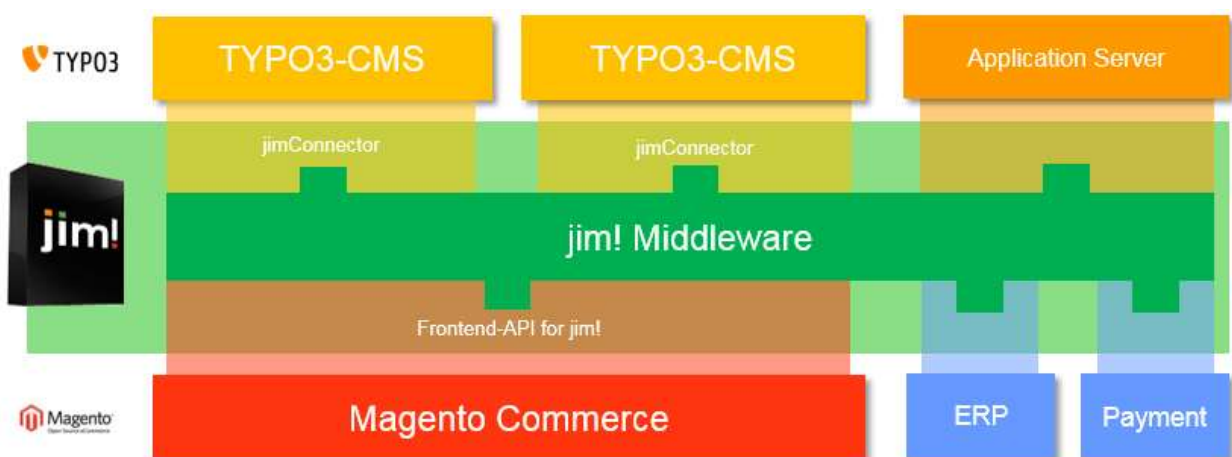 TYPO3
TYPO3-CMS
TYPO3-CMS
Application Server
jimConnector
jimConnector
jim!
jim! Middleware
Frontend-API for jim!
Magento
Magento Commerce
ERP
Payment